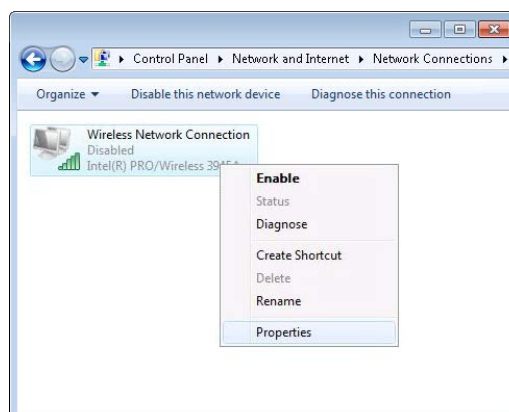 Control Panel Network and Internet Network Connections
Organize Disable this network device Diagnose this connection
Wireless Network Connection
Disabled
Intel(R) PRO/Wireless
Enable
Status
Diagnose
Create Shortcut
Delete
Rename
Properties